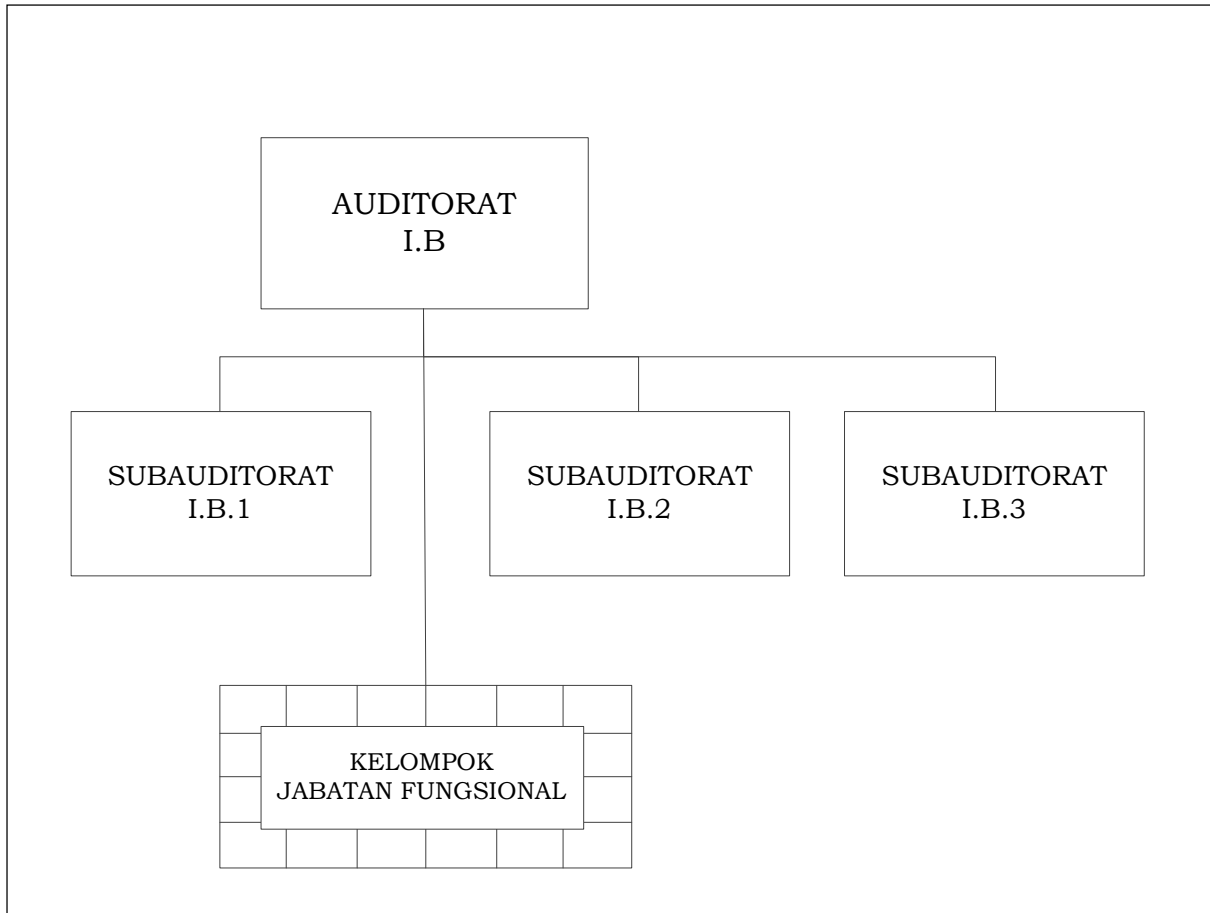 AUDITORAT
I.B
SUBAUDITORAT
I.B.1
SUBAUDITORAT
I.B.2
SUBAUDITORAT
I.B.3
KELOMPOK
JABATAN FUNGSIONAL